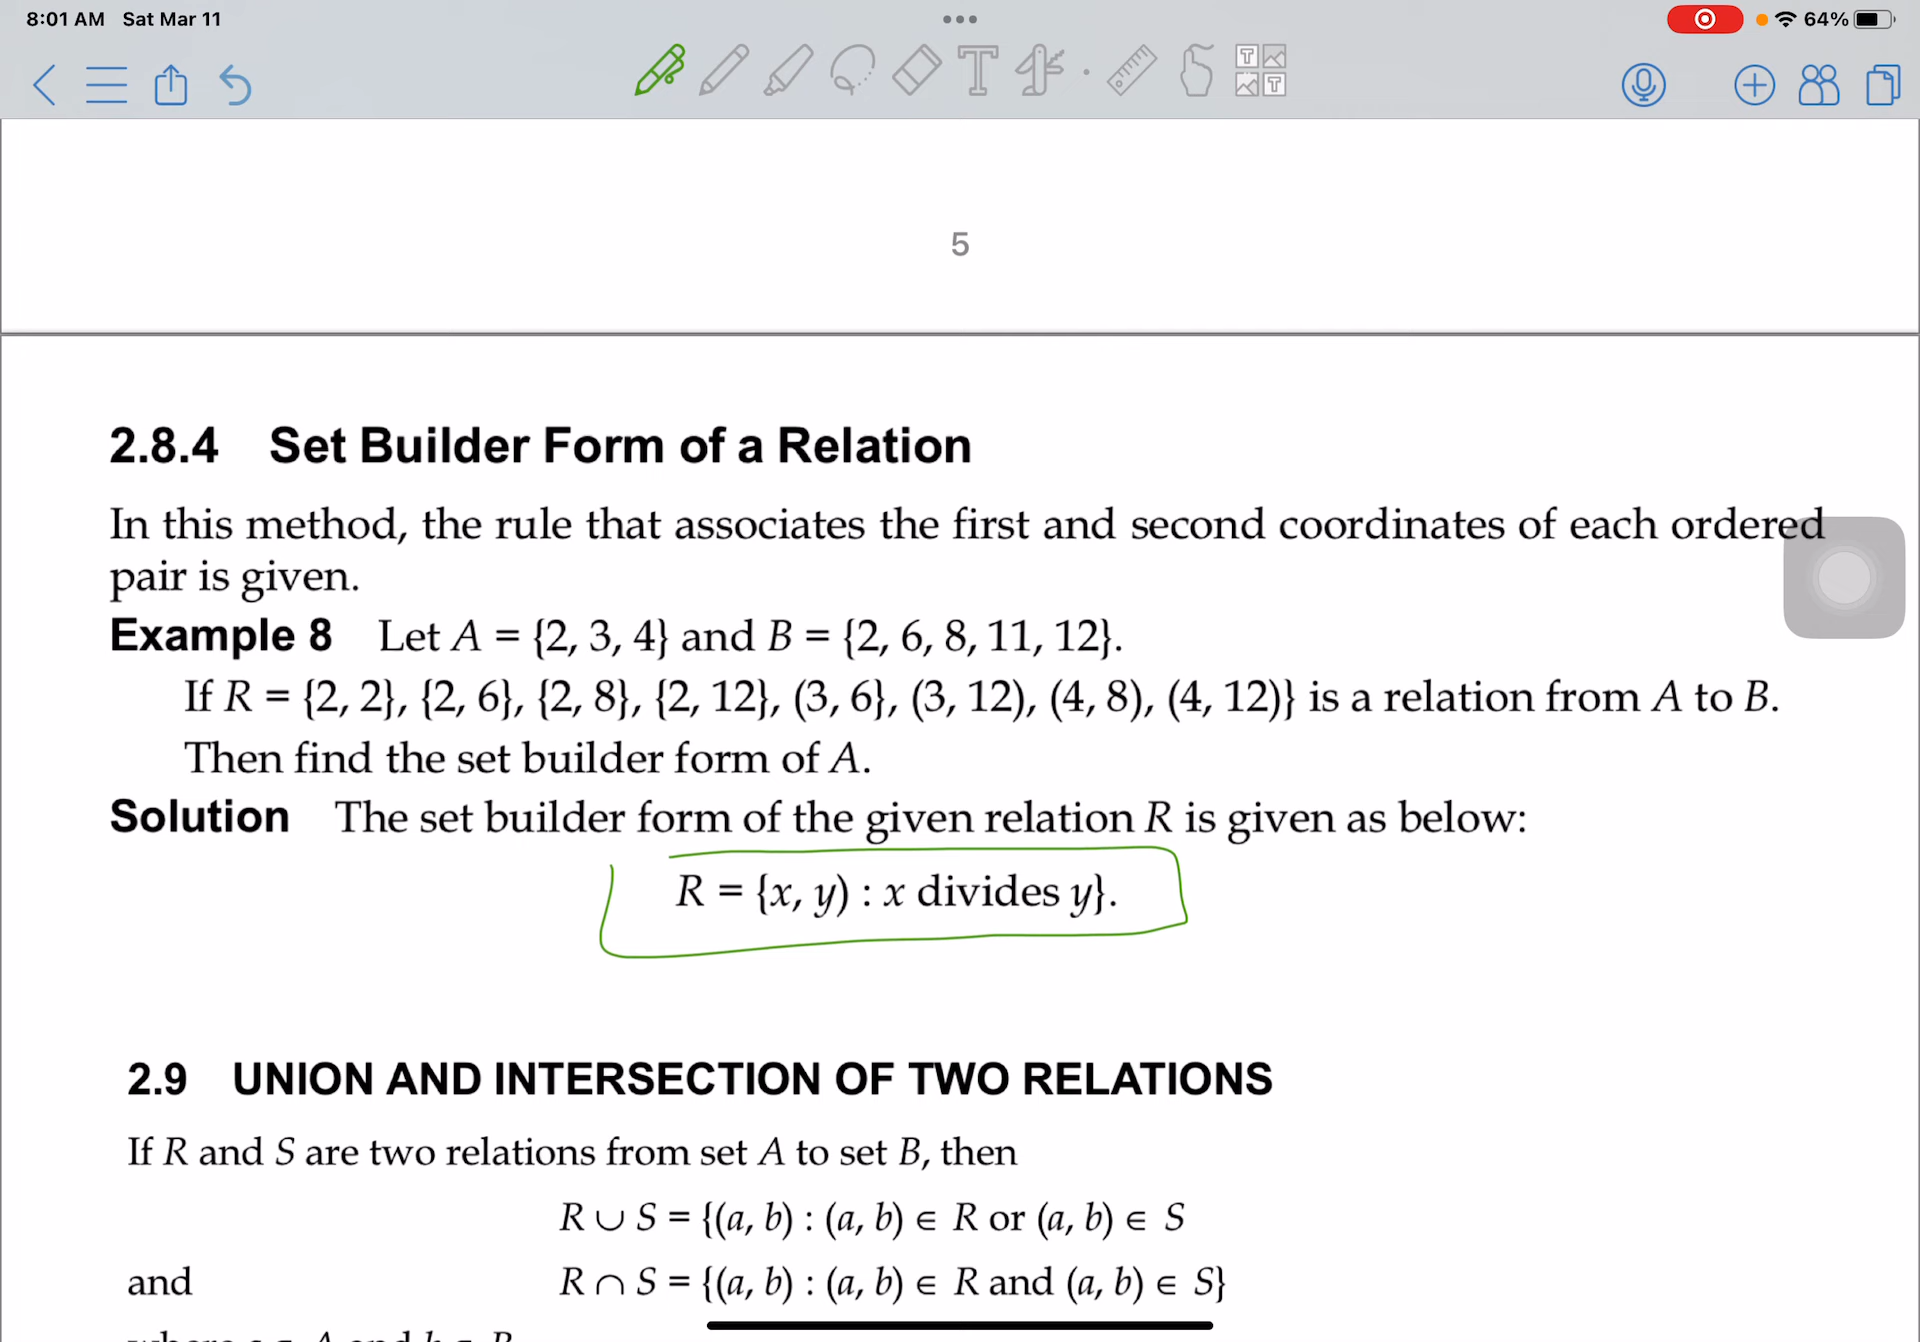 8:01 AM Sat Mar 11
64%
5
2.8.4 Set Builder Form of a Relation
In this method, the rule that associates the first and second coordinates of each ordered
pair is given.
Example 8 Let A = {2, 3, 4} and B = {2, 6, 8, 11, 12}.
If R = {2, 2}, {2, 6}, {2, 8}, {2, 12}, (3, 6}, (3, 12), (4, 8), (4, 12)} is a relation from A to B.
Then find the set builder form of A.
Solution The set builder form of the given relation R is given as below:
R = {x, y) : x divides y}.
2.9 UNION AND INTERSECTION OF TWO RELATIONS
If R and S are two relations from set A to set B, then
R ∪ S = {(a, b) : (a, b) ∈ R or (a, b) ∈ S
and R ∩ S = {(a, b) : (a, b) ∈ R and (a, b) ∈ S}